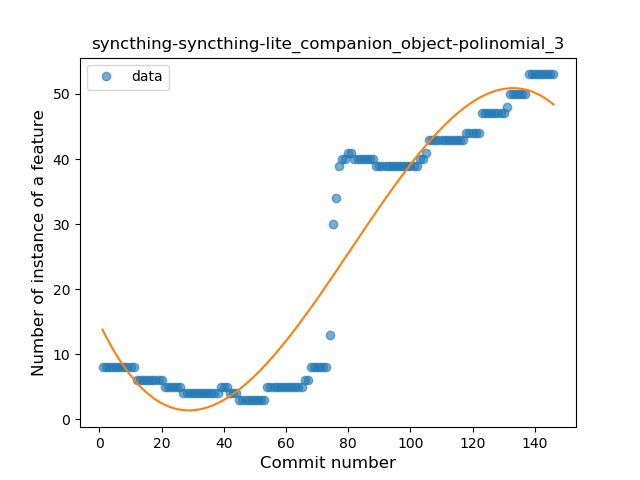 syncthing-syncthing-lite_companion_object-polinomial_3
data
Number of instance of a feature
50
40
30
20
10
0
0 20 40 60 80 100 120 140
Commit number